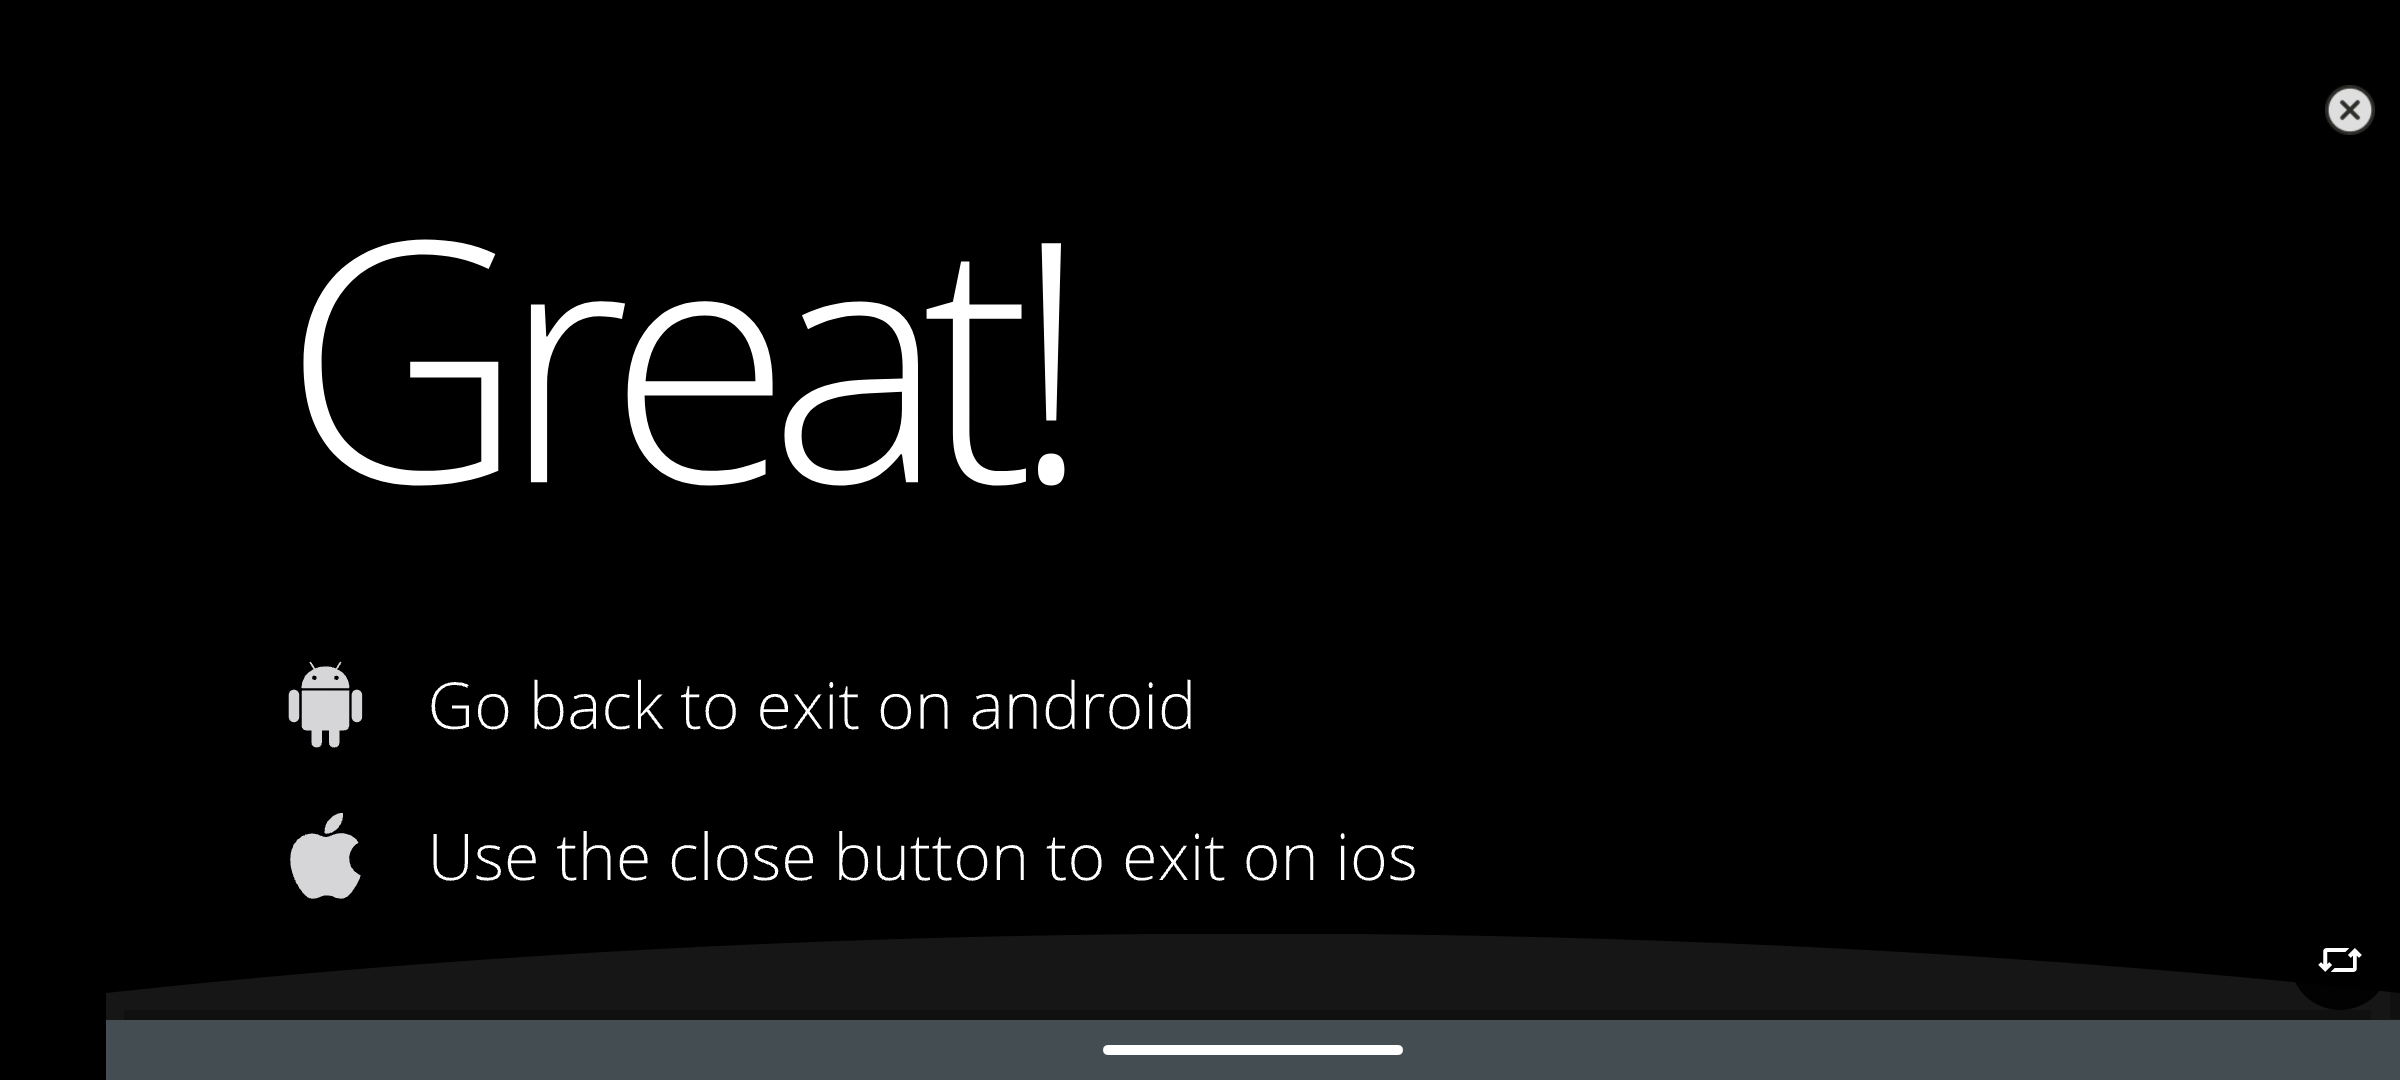 Great!
Go back to exit on android
Use the close button to exit on ios